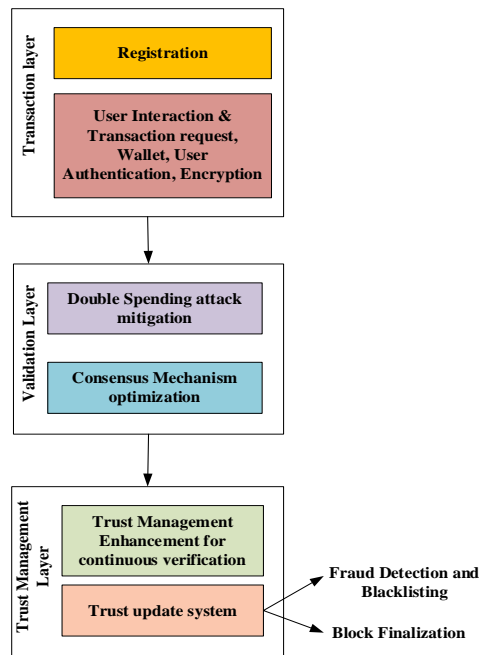 Transaction layer
Registration
User Interaction &
Transaction request,
Wallet, User
Authentication, Encryption
Validation Layer
Double Spending attack
mitigation
Consensus Mechanism
optimization
Trust Management
Layer
Trust Management
Enhancement for
continuous verification
Trust update system
Fraud Detection and
Blacklisting
Block Finalization